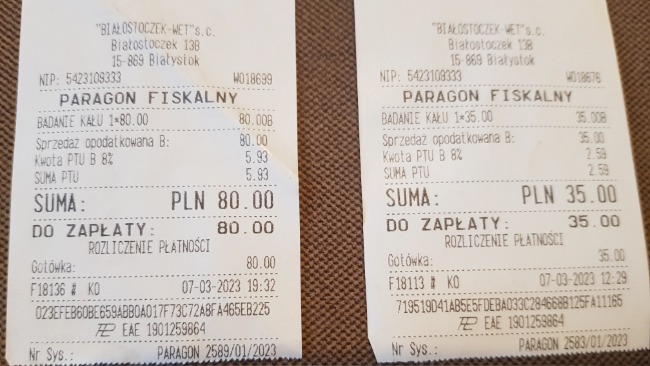 "BIAŁOSTOCZEK-WET"s.c.
Białostoczek 13B
15-869 Białystok
NIP: 5423109333 W018699
PARAGON FISKALNY
BADANIE KAŁU 1*80.00 80.00B
Sprzedaż opodatkowana B: 80.00
Kwota PTU B 8% 5.93
SUMA PTU 5.93
SUMA: PLN 80.00
DO ZAPŁATY: 80.00
ROZLICZENIE PŁATNOŚCI
Gotówka: 80.00
F18136 # KO 07-03-2023 19:32
023EFEB60BE659ABB0A017F73C72A8FA465EB225
EAE 1901259864
Nr Sys.: PARAGON 2589/01/2023
"BIAŁOSTOCZEK-WET"s.c.
Białostoczek 13B
15-869 Białystok
NIP: 5423109333 W018676
PARAGON FISKALNY
BADANIE KAŁU 1*35.00 35.00B
Sprzedaż opodatkowana B: 35.00
Kwota PTU B 8% 2.59
SUMA PTU 2.59
SUMA: PLN 35.00
DO ZAPŁATY: 35.00
ROZLICZENIE PŁATNOŚCI
Gotówka: 35.00
F18113 # KO 07-03-2023 12:29
719519D41AB5E5FDEBA033C284668B125FA11165
EAE 1901259864
Nr Sys.: PARAGON 2583/01/2023